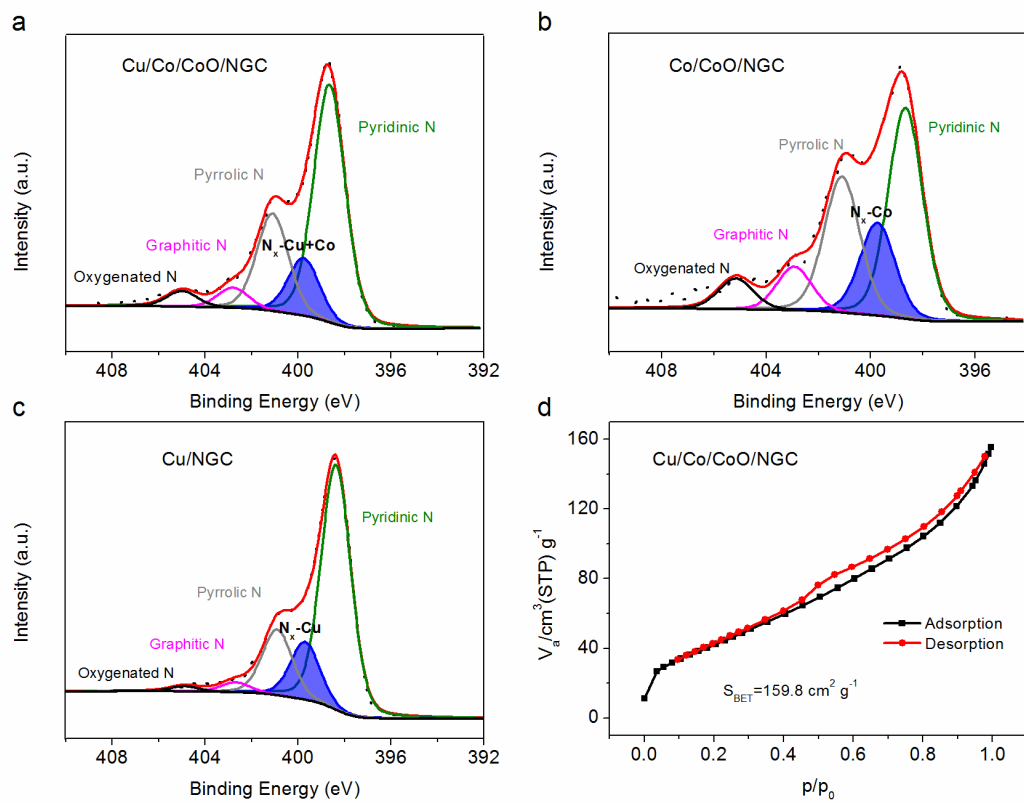 a
Cu/Co/CoO/NGC
Pyridinic N
Pyrrolic N
Graphitic N
Nₓ-Cu+Co
Oxygenated N
Intensity (a.u.)
408 404 400 396 392
Binding Energy (eV)
b
Co/CoO/NGC
Pyridinic N
Pyrrolic N
Nₓ-Co
Graphitic N
Oxygenated N
Intensity (a.u.)
408 404 400 396
Binding Energy (eV)
c
Cu/NGC
Pyridinic N
Pyrrolic N
Nₓ-Cu
Graphitic N
Oxygenated N
Intensity (a.u.)
408 404 400 396 392
Binding Energy (eV)
d
Cu/Co/CoO/NGC
160
120
80
40
0
Vₐ/cm³(STP) g⁻¹
Adsorption
Desorption
S_BET=159.8 cm² g⁻¹
0.0 0.2 0.4 0.6 0.8 1.0
p/p₀